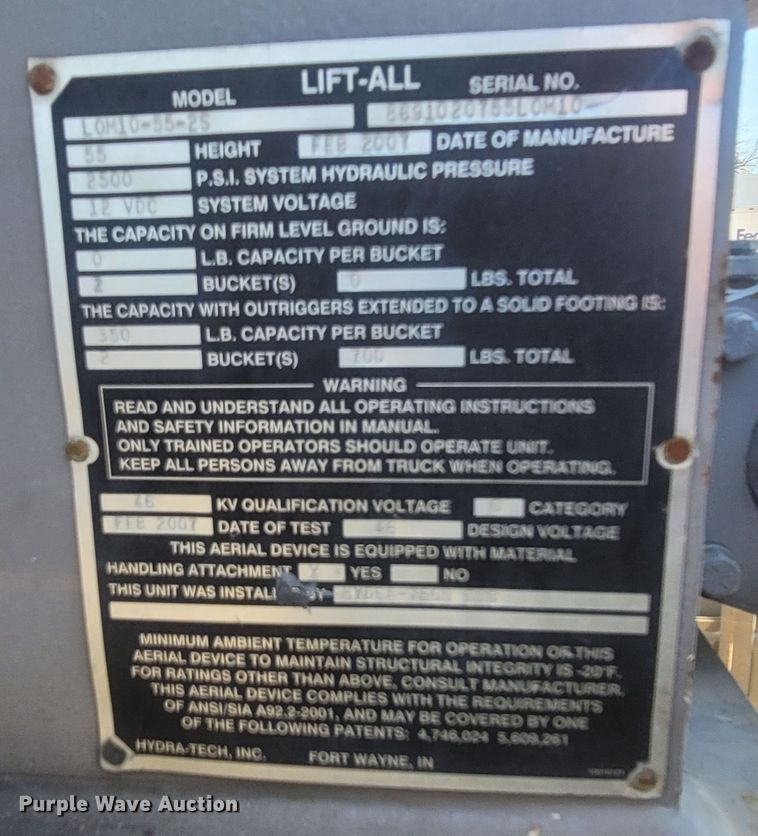 LIFT-ALL
MODEL SERIAL NO.
LOM10-55-2S 8691020755LOM10
55 HEIGHT FEB 2007 DATE OF MANUFACTURE
2500 P.S.I. SYSTEM HYDRAULIC PRESSURE
12 VDC SYSTEM VOLTAGE
THE CAPACITY ON FIRM LEVEL GROUND IS:
0 L.B. CAPACITY PER BUCKET
2 BUCKET(S) 0 LBS. TOTAL
THE CAPACITY WITH OUTRIGGERS EXTENDED TO A SOLID FOOTING IS:
350 L.B. CAPACITY PER BUCKET
2 BUCKET(S) 700 LBS. TOTAL
WARNING
READ AND UNDERSTAND ALL OPERATING INSTRUCTIONS
AND SAFETY INFORMATION IN MANUAL.
ONLY TRAINED OPERATORS SHOULD OPERATE UNIT.
KEEP ALL PERSONS AWAY FROM TRUCK WHEN OPERATING.
46 KV QUALIFICATION VOLTAGE CATEGORY
FEB 2007 DATE OF TEST 46 DESIGN VOLTAGE
THIS AERIAL DEVICE IS EQUIPPED WITH MATERIAL
HANDLING ATTACHMENT X YES NO
THIS UNIT WAS
MINIMUM AMBIENT TEMPERATURE FOR OPERATION OF THIS
AERIAL DEVICE TO MAINTAIN STRUCTURAL INTEGRITY IS -20°F.
FOR RATINGS OTHER THAN ABOVE, CONSULT MANUFACTURER.
THIS AERIAL DEVICE COMPLIES WITH THE REQUIREMENTS
OF ANSI/SIA A92.2-2001, AND MAY BE COVERED BY ONE
OF THE FOLLOWING PATENTS: 4,746,024 5,609,261
HYDRA-TECH, INC. FORT WAYNE, IN
Purple Wave Auction